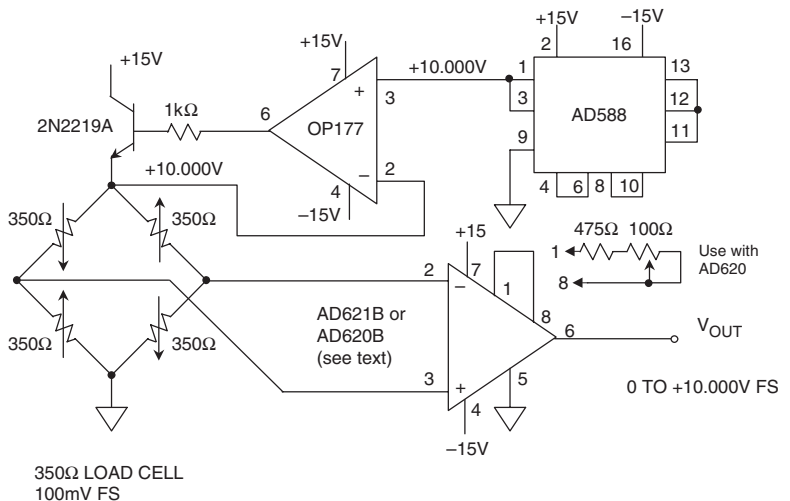 +15V
−15V
+15V
2
16
+15V
7
+10.000V
1
13
6
+
3
3
12
1kΩ
2N2219A
OP177
AD588
9
11
−
2
+10.000V
4
4
6
8
10
−15V
350Ω
350Ω
+15
475Ω
100Ω
7
1
Use with
AD620
2
−
1
8
AD621B or
AD620B
(see text)
8
6
VOUT
350Ω
350Ω
3
+
5
4
0 TO +10.000V FS
−15V
350Ω LOAD CELL
100mV FS